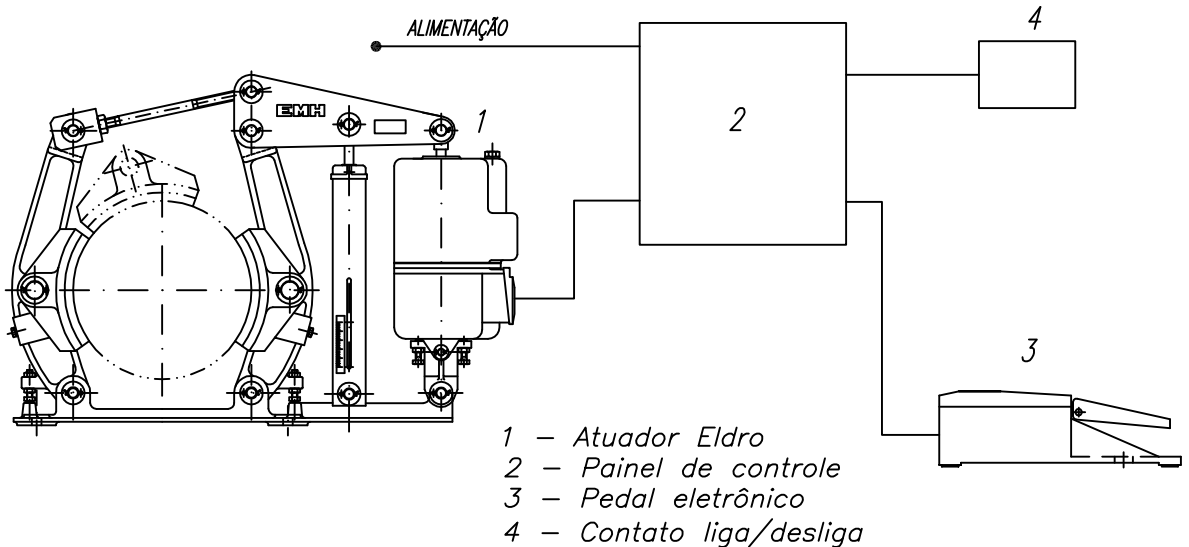 ALIMENTAÇÃO
4
EMH
1
2
3
1 – Atuador Eldro
2 – Painel de controle
3 – Pedal eletrônico
4 – Contato liga/desliga